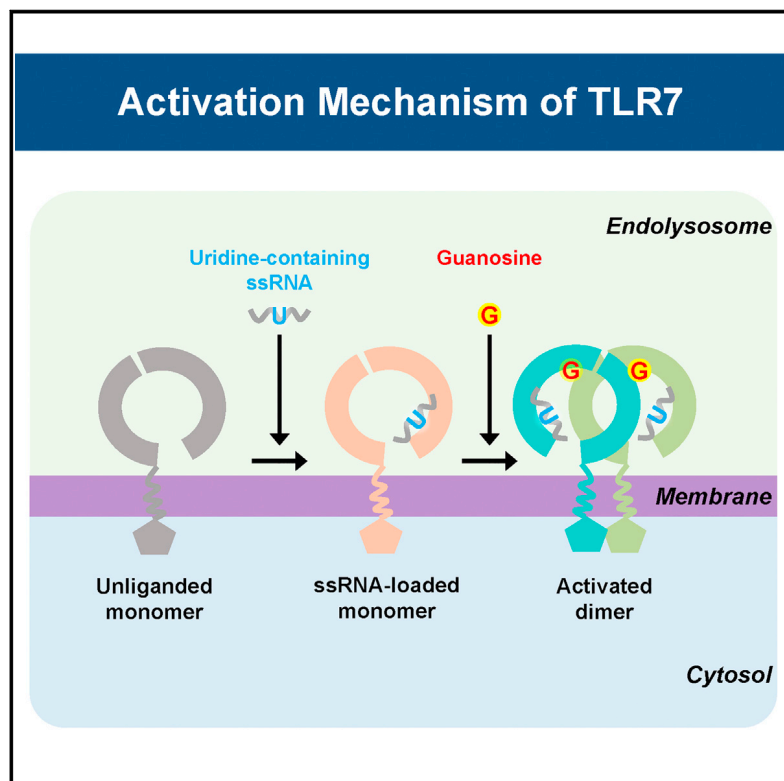 Activation Mechanism of TLR7
Endolysosome
Uridine-containing
ssRNA
Guanosine
U
G
G
G
U
U
U
Membrane
Unliganded
monomer
ssRNA-loaded
monomer
Activated
dimer
Cytosol